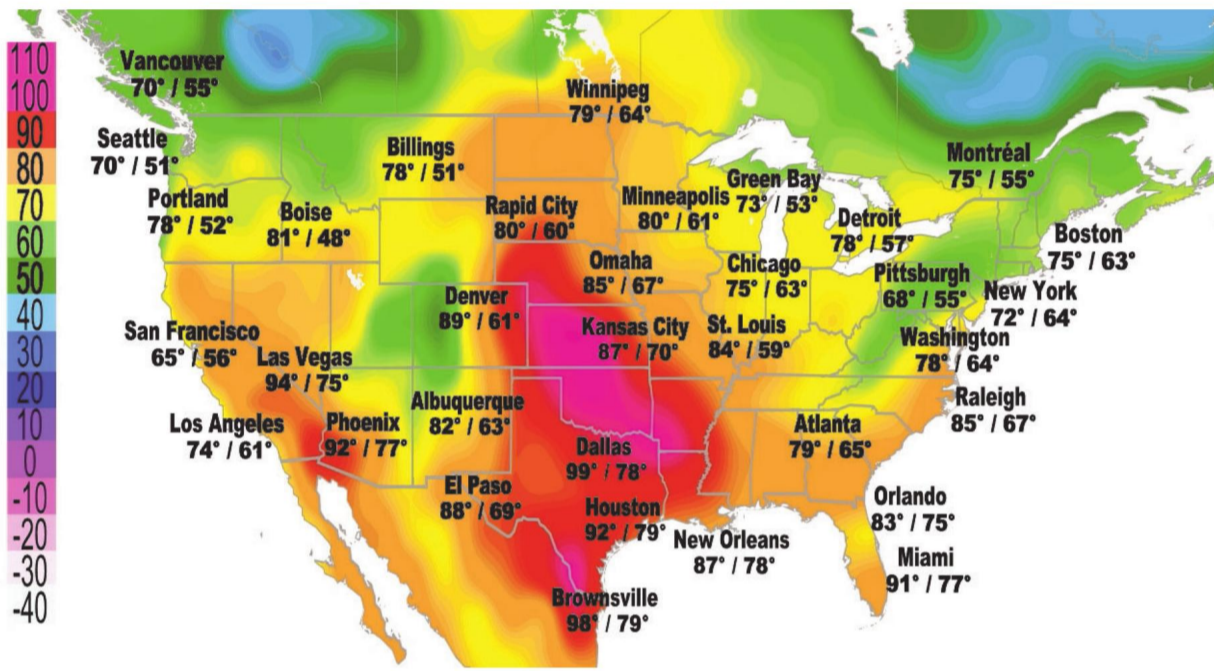 110
100
90
80
70
60
50
40
30
20
10
0
-10
-20
-30
-40
Vancouver
70° / 55°
Winnipeg
79° / 64°
Seattle
70° / 51°
Billings
78° / 51°
Montréal
75° / 55°
Portland
78° / 52°
Boise
81° / 48°
Rapid City
80° / 60°
Minneapolis
80° / 61°
Green Bay
73° / 53°
Detroit
78° / 57°
Boston
75° / 63°
Omaha
85° / 67°
Chicago
75° / 63°
Pittsburgh
68° / 55°
New York
72° / 64°
Denver
89° / 61°
San Francisco
65° / 56°
Las Vegas
94° / 75°
Kansas City
87° / 70°
St. Louis
84° / 59°
Washington
78° / 64°
Raleigh
85° / 67°
Los Angeles
74° / 61°
Phoenix
92° / 77°
Albuquerque
82° / 63°
Dallas
99° / 78°
Atlanta
79° / 65°
El Paso
88° / 69°
Houston
92° / 79°
New Orleans
87° / 78°
Orlando
83° / 75°
Miami
91° / 77°
Brownsville
98° / 79°